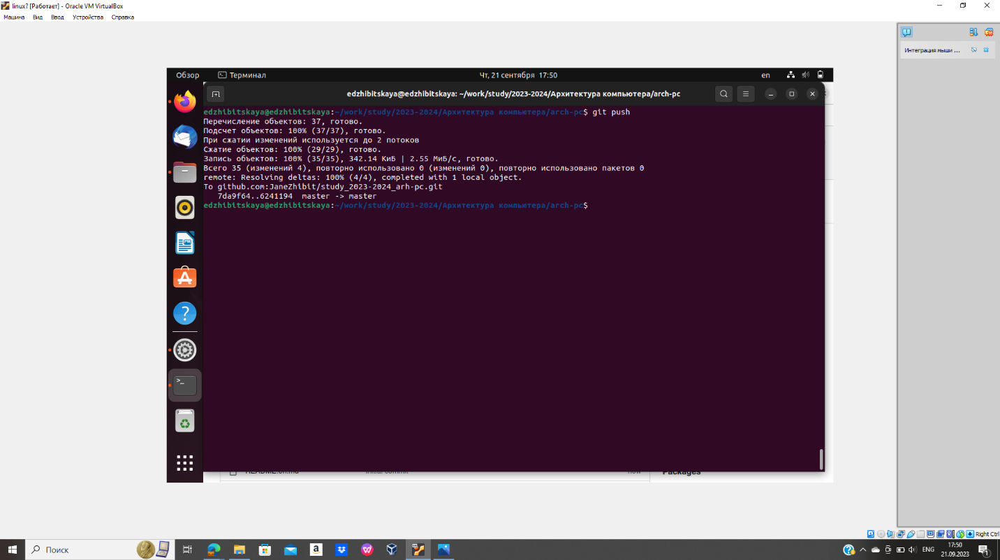 linux? [Работает] - Oracle VM VirtualBox
Машина Вид Ввод Устройства Справка
Интеграция мыши ...
Обзор Терминал Чт, 21 сентября 17:50 en
edzhibitskaya@edzhibitskaya: ~/work/study/2023-2024/Архитектура компьютера/arch-pc
edzhibitskaya@edzhibitskaya:~/work/study/2023-2024/Архитектура компьютера/arch-pc$ git push
Перечисление объектов: 37, готово.
Подсчет объектов: 100% (37/37), готово.
При сжатии изменений используется до 2 потоков
Сжатие объектов: 100% (29/29), готово.
Запись объектов: 100% (35/35), 342.14 КиБ | 2.55 МиБ/с, готово.
Всего 35 (изменений 4), повторно использовано 0 (изменений 0), повторно использовано пакетов 0
remote: Resolving deltas: 100% (4/4), completed with 1 local object.
To github.com:JaneZhibit/study_2023-2024_arh-pc.git
7da9f64..6241194 master -> master
edzhibitskaya@edzhibitskaya:~/work/study/2023-2024/Архитектура компьютера/arch-pc$
README.en.md Initial commit now Packages
Right Ctrl
Поиск
ENG
17:50
21.09.2023
1